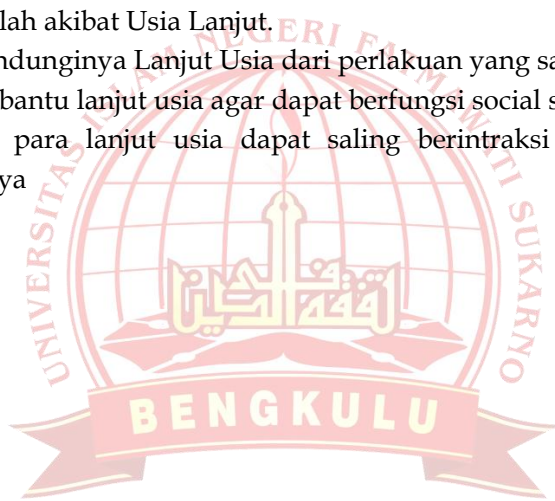 lah akibat Usia Lanjut.
ndunginya Lanjut Usia dari perlakuan yang sa
bantu lanjut usia agar dapat berfungsi social s
para lanjut usia dapat saling berintraksi
ya
UNIVERSITAS ISLAM NEGERI FATMAWATI SUKARNO
BENGKULU